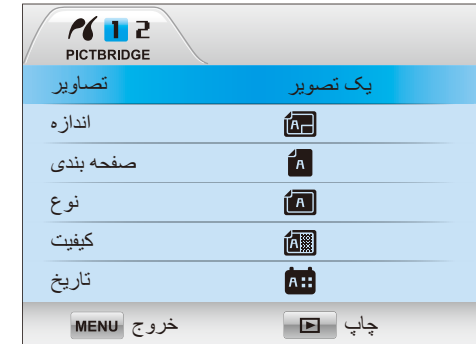 1 2
PICTBRIDGE
تصاویر یک تصویر
اندازه A
صفحه بندی A
نوع A
کیفیت A
تاریخ A
MENU خروج چاپ